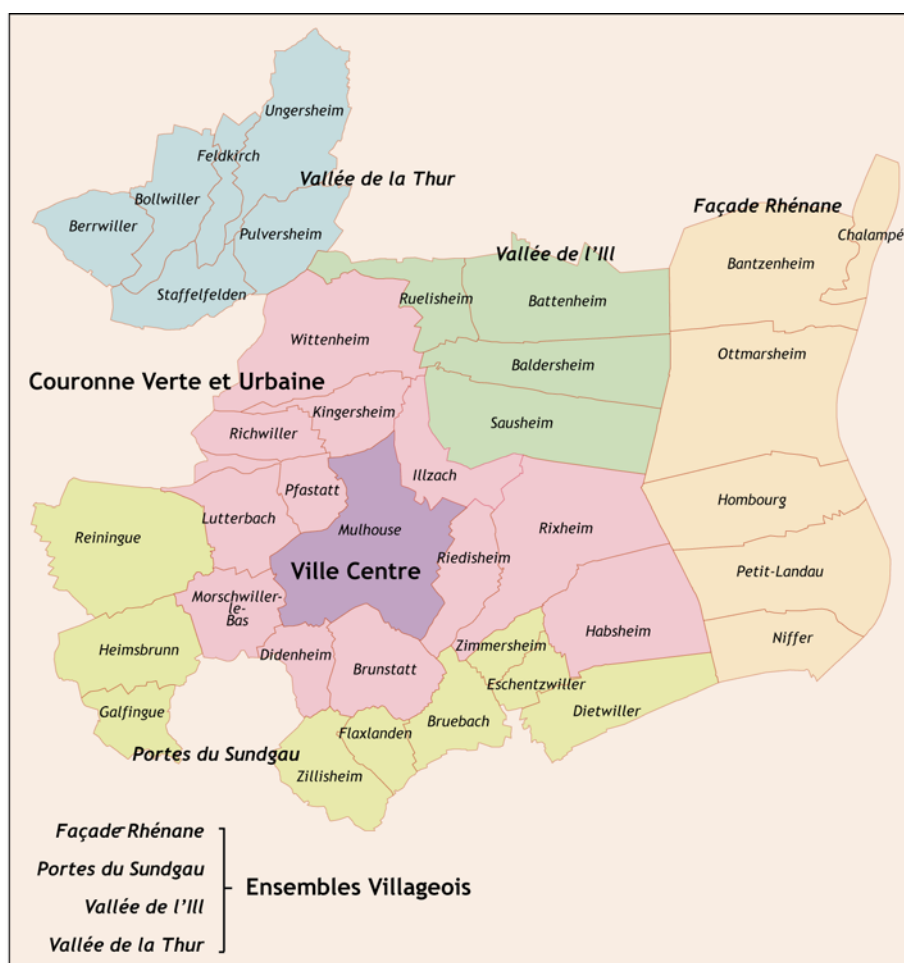 Ungersheim
Feldkirch
Vallée de la Thur
Bollwiller
Berrwiller
Pulversheim
Staffelfelden
Façade Rhénane
Chalampé
Bantzenheim
Vallée de l'Ill
Ruelisheim
Battenheim
Wittenheim
Baldersheim
Ottmarsheim
Couronne Verte et Urbaine
Kingersheim
Richwiller
Sausheim
Illzach
Pfastatt
Lutterbach
Hombourg
Reiningue
Mulhouse
Rixheim
Riedisheim
Ville Centre
Petit-Landau
Morschwiller-
le-
Bas
Habsheim
Niffer
Heimsbrunn
Didenheim
Zimmersheim
Brunstatt
Eschentzwiller
Galfingue
Dietwiller
Bruebach
Flaxlanden
Portes du Sundgau
Zillisheim
Façade Rhénane
Portes du Sundgau
Vallée de l'Ill
Vallée de la Thur
Ensembles Villageois